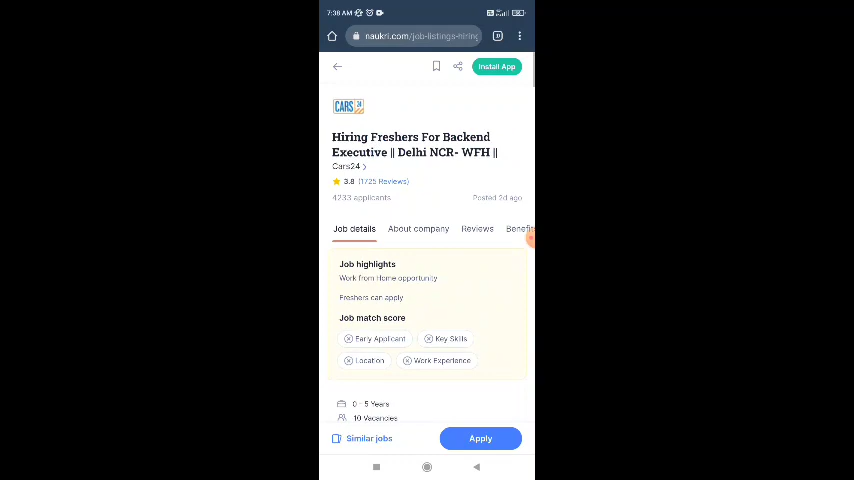 7:38 AM
naukri.com/job-listings-hiring
Install App
CARS 24
Hiring Freshers For Backend
Executive || Delhi NCR- WFH ||
Cars24
3.8 (1725 Reviews)
4233 applicants Posted 2d ago
Job details About company Reviews Benefits
Job highlights
Work from Home opportunity
Freshers can apply
Job match score
Early Applicant Key Skills
Location Work Experience
0 - 5 Years
10 Vacancies
Similar jobs Apply